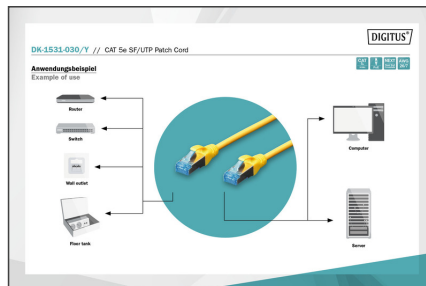 DIGITUS®
DK-1531-030/Y // CAT 5e SF/UTP Patch Cord
Anwendungsbeispiel
Example of use
CAT
Router
Switch
Wall outlet
Floor tank
Computer
Server